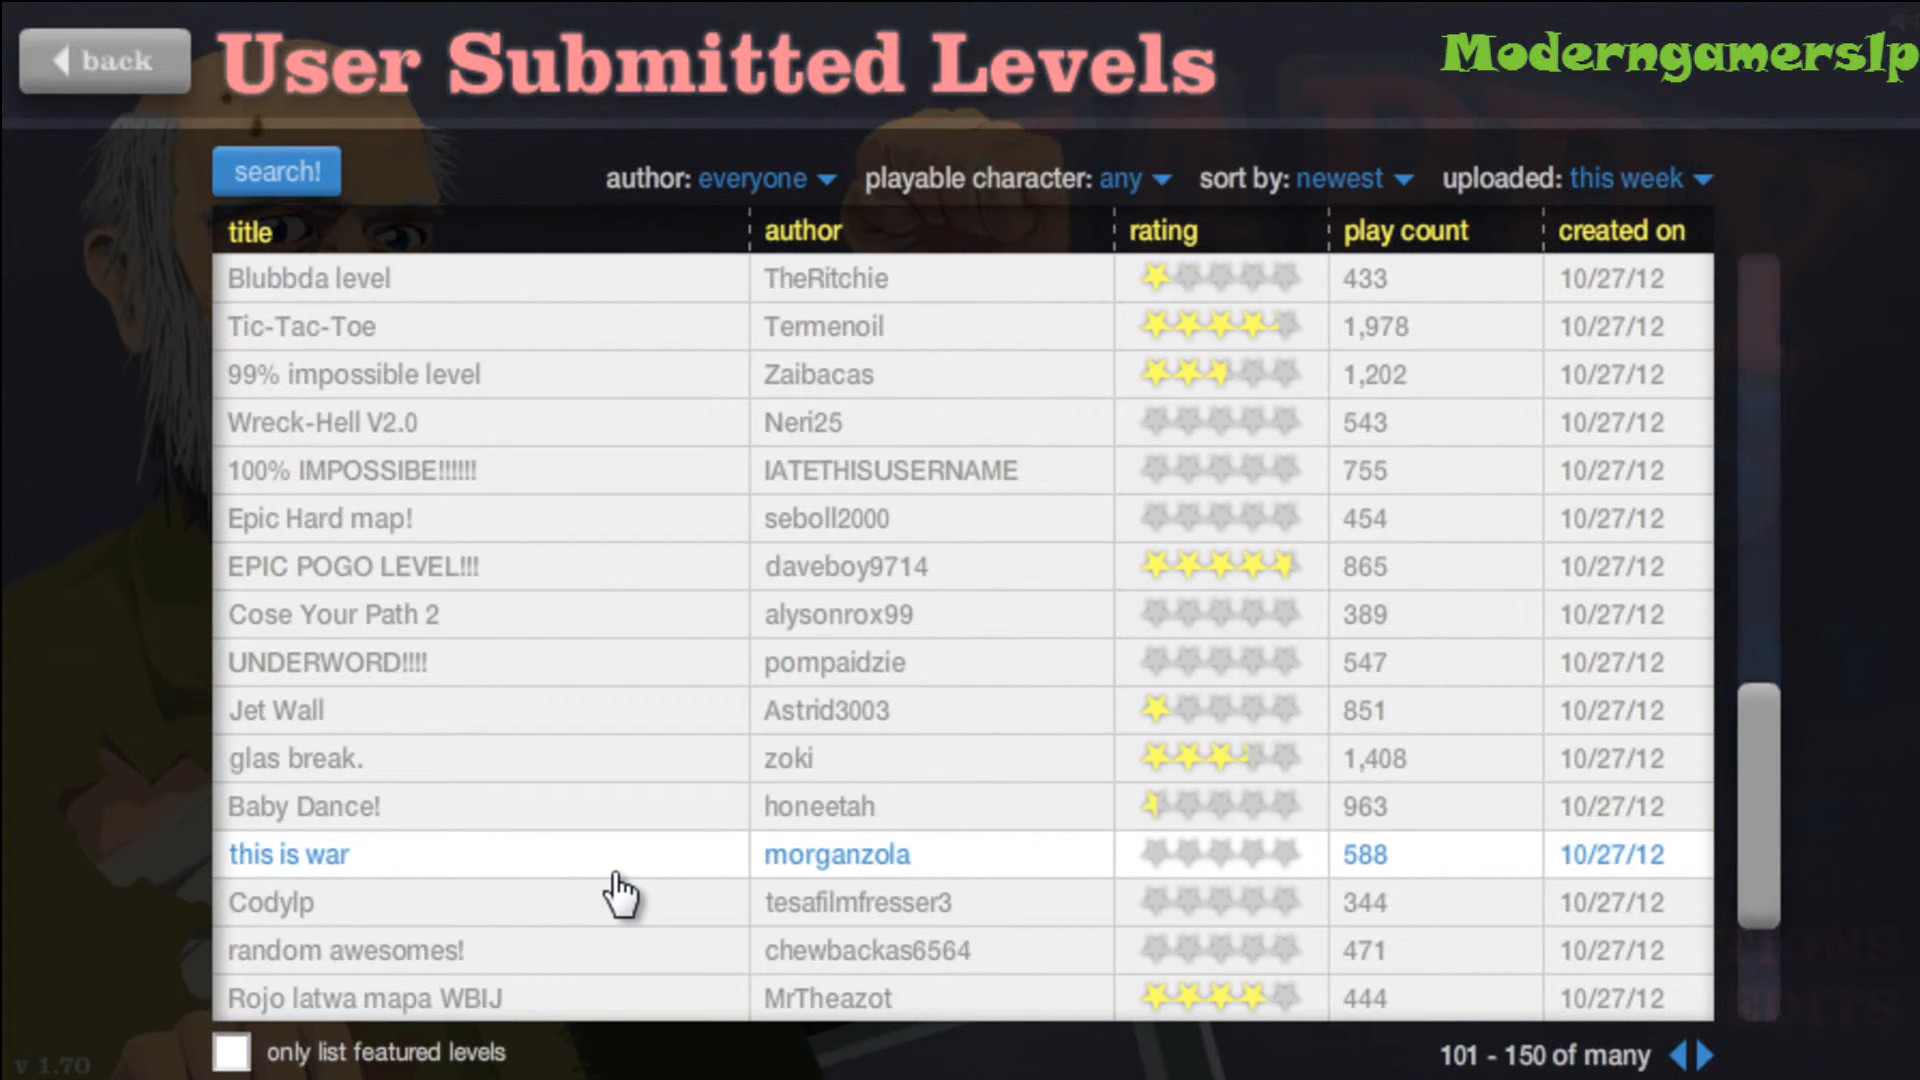 back
User Submitted Levels
Moderngamerslp
search!
author: everyone playable character: any sort by: newest uploaded: this week
title author rating play count created on
Blubbda level TheRitchie 433 10/27/12
Tic-Tac-Toe Termenoil 1,978 10/27/12
99% impossible level Zaibacas 1,202 10/27/12
Wreck-Hell V2.0 Neri25 543 10/27/12
100% IMPOSSIBE!!!!!! IATETHISUSERNAME 755 10/27/12
Epic Hard map! seboll2000 454 10/27/12
EPIC POGO LEVEL!!! daveboy9714 865 10/27/12
Cose Your Path 2 alysonrox99 389 10/27/12
UNDERWORD!!!! pompaidzie 547 10/27/12
Jet Wall Astrid3003 851 10/27/12
glas break. zoki 1,408 10/27/12
Baby Dance! honeetah 963 10/27/12
this is war morganzola 588 10/27/12
Codylp tesafilmfresser3 344 10/27/12
random awesomes! chewbackas6564 471 10/27/12
Rojo latwa mapa WBIJ MrTheazot 444 10/27/12
only list featured levels
101 - 150 of many
v 1.70